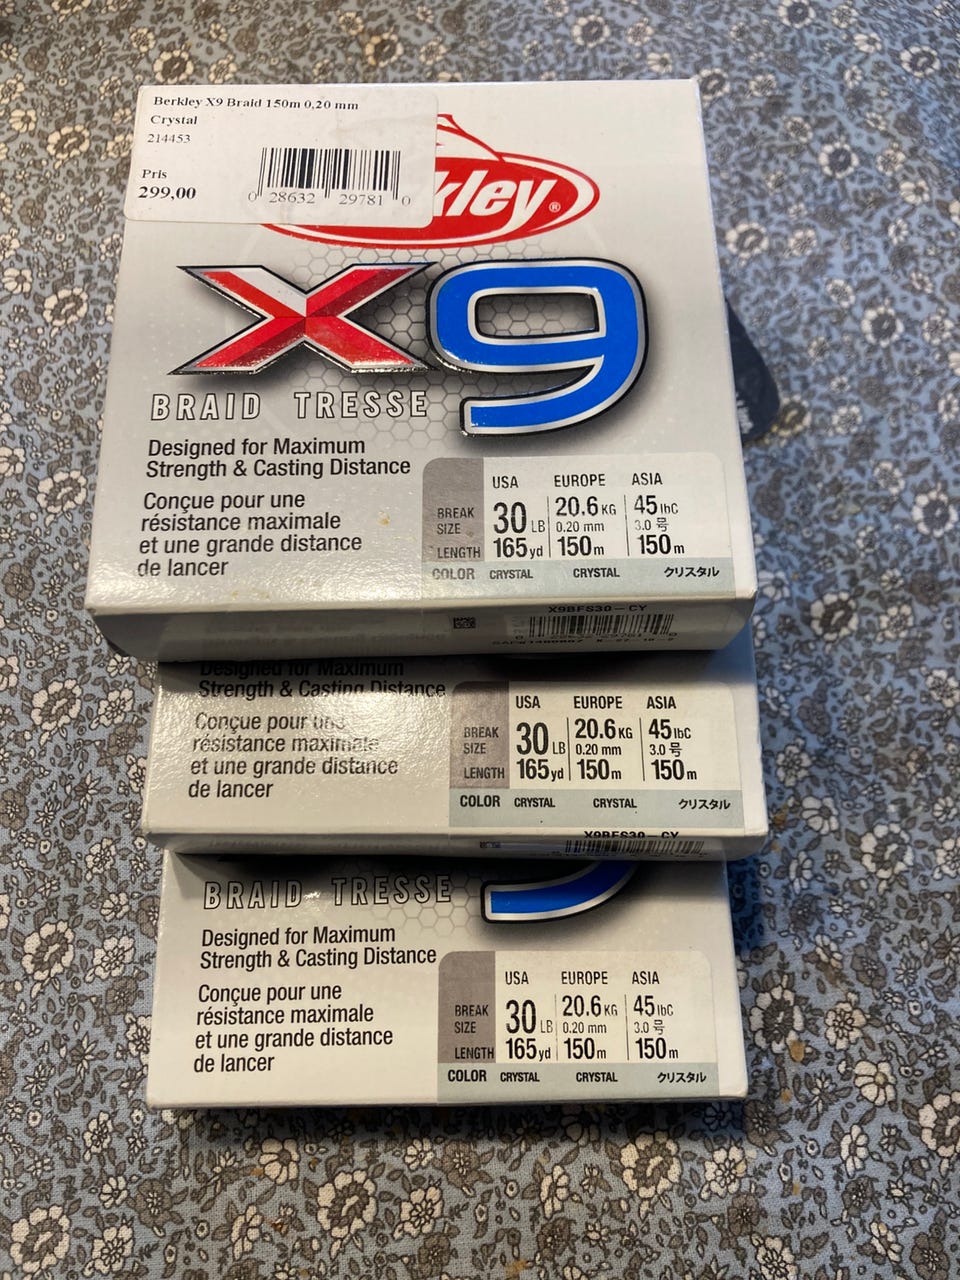 Berkley X9 Braid 150m 0,20 mm
Crystal
214453
Pris
299,00
0 28632 29781 0
kley®
X9
BRAID TRESSE
Designed for Maximum
Strength & Casting Distance
Conçue pour une
résistance maximale
et une grande distance
de lancer
USA EUROPE ASIA
BREAK 30 LB 20.6 KG 45 lbC
SIZE 0.20 mm 3.0 号
LENGTH 165 yd 150 m 150 m
COLOR CRYSTAL CRYSTAL クリスタル
X9BFS30-CY
Designed for Maximum
Strength & Casting Distance
Conçue pour une
résistance maximale
et une grande distance
de lancer
USA EUROPE ASIA
BREAK 30 LB 20.6 KG 45 lbC
SIZE 0.20 mm 3.0 号
LENGTH 165 yd 150 m 150 m
COLOR CRYSTAL CRYSTAL クリスタル
X9BFS30-CY
BRAID TRESSE
Designed for Maximum
Strength & Casting Distance
Conçue pour une
résistance maximale
et une grande distance
de lancer
USA EUROPE ASIA
BREAK 30 LB 20.6 KG 45 lbC
SIZE 0.20 mm 3.0 号
LENGTH 165 yd 150 m 150 m
COLOR CRYSTAL CRYSTAL クリスタル